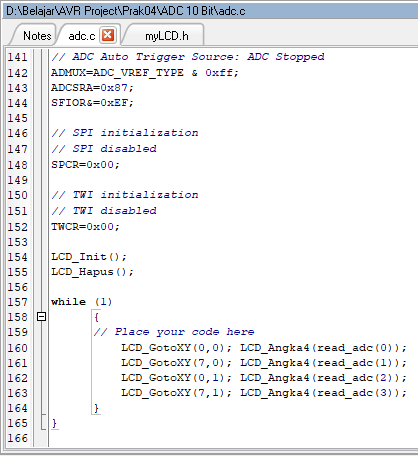 D:\Belajar\AVR Project\Prak04\ADC 10 Bit\adc.c
Notes adc.c myLCD.h
141 // ADC Auto Trigger Source: ADC Stopped
142 ADMUX=ADC_VREF_TYPE & 0xff;
143 ADCSRA=0x87;
144 SFIOR&=0xEF;
145
146 // SPI initialization
147 // SPI disabled
148 SPCR=0x00;
149
150 // TWI initialization
151 // TWI disabled
152 TWCR=0x00;
153
154 LCD_Init();
155 LCD_Hapus();
156
157 while (1)
158 {
159 // Place your code here
160 LCD_GotoXY(0,0); LCD_Angka4(read_adc(0));
161 LCD_GotoXY(7,0); LCD_Angka4(read_adc(1));
162 LCD_GotoXY(0,1); LCD_Angka4(read_adc(2));
163 LCD_GotoXY(7,1); LCD_Angka4(read_adc(3));
164 }
165 }
166